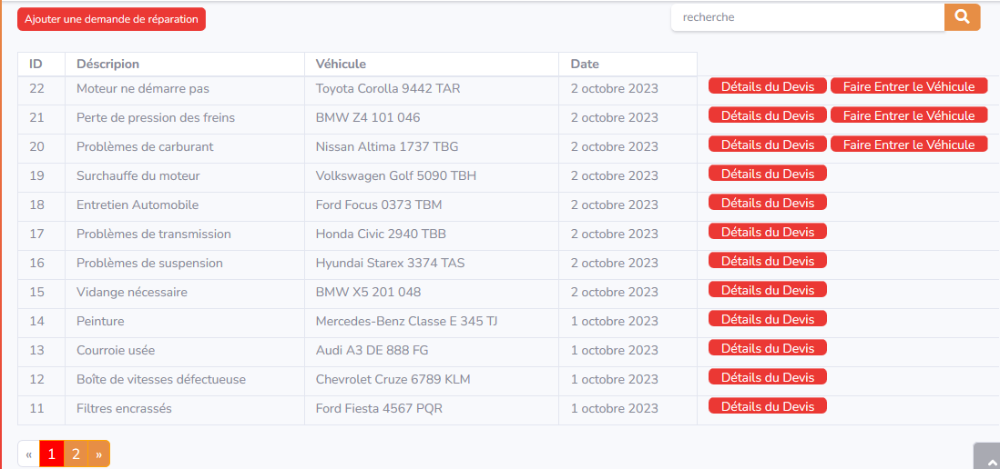 Ajouter une demande de réparation
recherche
ID Déscripion Véhicule Date
22 Moteur ne démarre pas Toyota Corolla 9442 TAR 2 octobre 2023 Détails du Devis Faire Entrer le Véhicule
21 Perte de pression des freins BMW Z4 101 046 2 octobre 2023 Détails du Devis Faire Entrer le Véhicule
20 Problèmes de carburant Nissan Altima 1737 TBG 2 octobre 2023 Détails du Devis Faire Entrer le Véhicule
19 Surchauffe du moteur Volkswagen Golf 5090 TBH 2 octobre 2023 Détails du Devis
18 Entretien Automobile Ford Focus 0373 TBM 2 octobre 2023 Détails du Devis
17 Problèmes de transmission Honda Civic 2940 TBB 2 octobre 2023 Détails du Devis
16 Problèmes de suspension Hyundai Starex 3374 TAS 2 octobre 2023 Détails du Devis
15 Vidange nécessaire BMW X5 201 048 2 octobre 2023 Détails du Devis
14 Peinture Mercedes-Benz Classe E 345 TJ 1 octobre 2023 Détails du Devis
13 Courroie usée Audi A3 DE 888 FG 1 octobre 2023 Détails du Devis
12 Boîte de vitesses défectueuse Chevrolet Cruze 6789 KLM 1 octobre 2023 Détails du Devis
11 Filtres encrassés Ford Fiesta 4567 PQR 1 octobre 2023 Détails du Devis
« 1 2 »